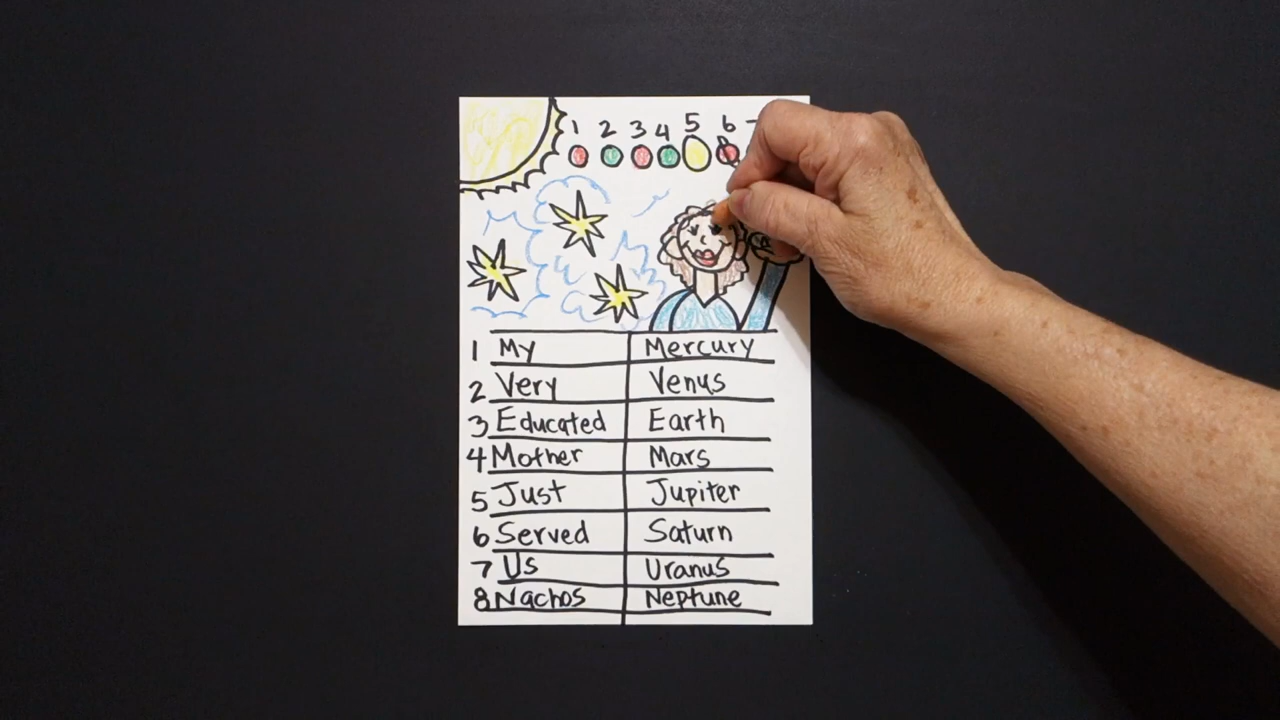 1 2 3 4 5 6
1 My Mercury
2 Very Venus
3 Educated Earth
4 Mother Mars
5 Just Jupiter
6 Served Saturn
7 Us Uranus
8 Nachos Neptune